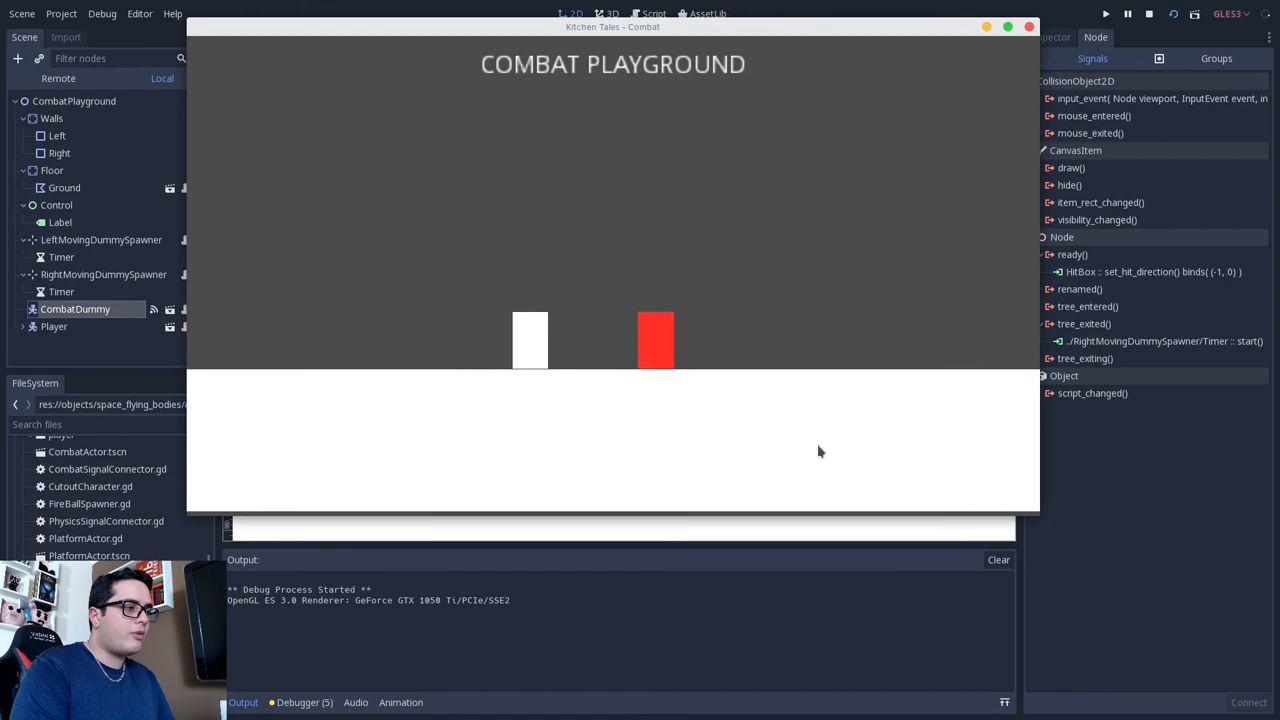 Scene Project Debug Editor Help
2D 3D Script AssetLib
GLES3
Kitchen Tales - Combat
Scene Import
Filter nodes
Remote Local
CombatPlayground
Walls
Left
Right
Floor
Ground
Control
Label
LeftMovingDummySpawner
Timer
RightMovingDummySpawner
Timer
CombatDummy
Player
FileSystem
res://objects/space_flying_bodies/
Search files
CombatActor.tscn
CombatSignalConnector.gd
CutoutCharacter.gd
FireBallSpawner.gd
PhysicsSignalConnector.gd
PlatformActor.gd
PlatformActor.tscn
COMBAT PLAYGROUND
Output:
Clear
** Debug Process Started **
OpenGL ES 3.0 Renderer: GeForce GTX 1050 Ti/PCIe/SSE2
Output Debugger (5) Audio Animation
Node
Signals Groups
CollisionObject2D
input_event( Node viewport, InputEvent event, in
mouse_entered()
mouse_exited()
CanvasItem
draw()
hide()
item_rect_changed()
visibility_changed()
Node
ready()
HitBox :: set_hit_direction() binds( (-1, 0) )
renamed()
tree_entered()
tree_exited()
../RightMovingDummySpawner/Timer :: start()
tree_exiting()
Object
script_changed()
Connect